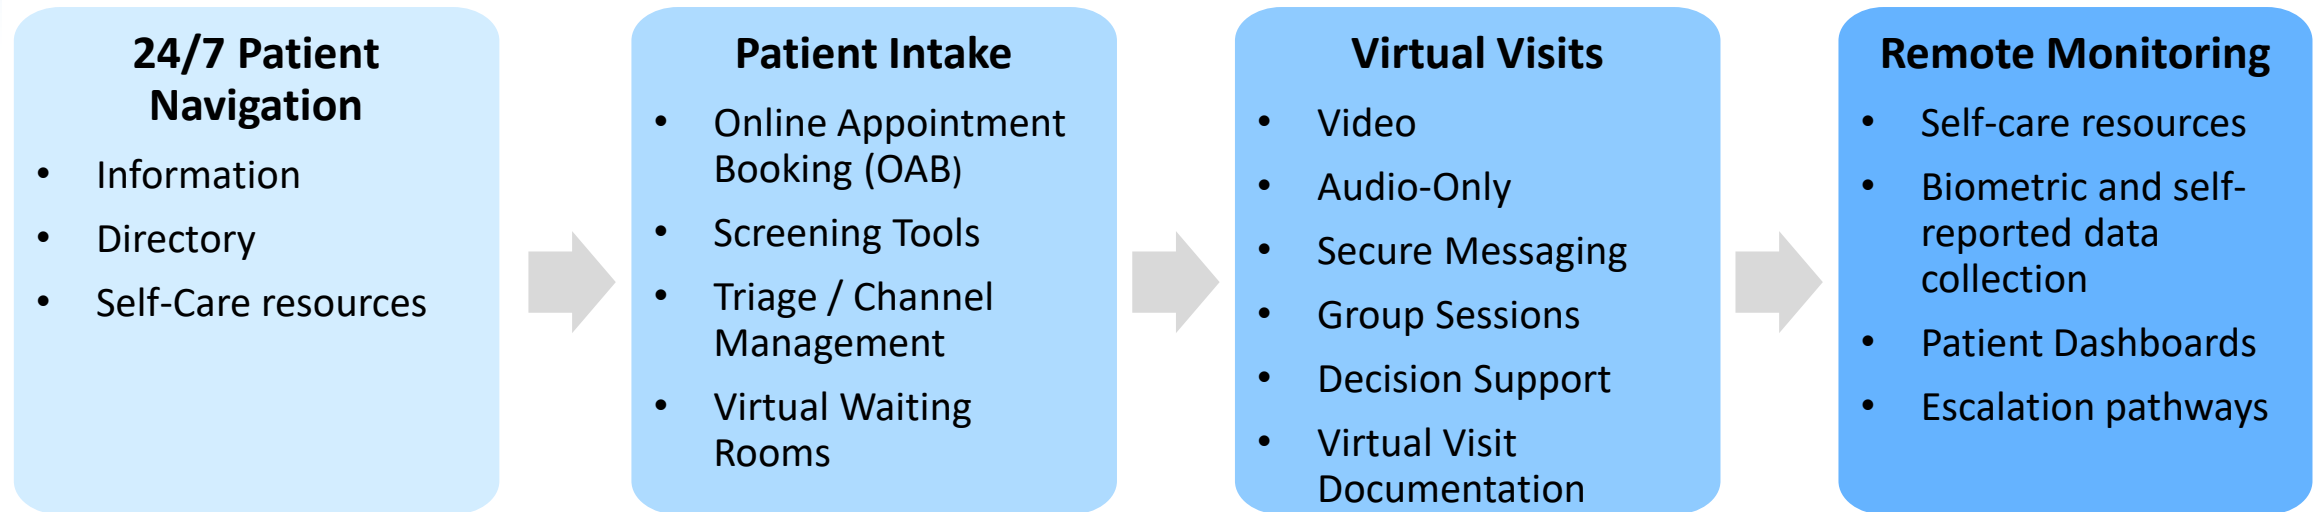 24/7 Patient
Navigation
• Information
• Directory
• Self-Care resources
Patient Intake
• Online Appointment
Booking (OAB)
• Screening Tools
• Triage / Channel
Management
• Virtual Waiting
Rooms
Virtual Visits
• Video
• Audio-Only
• Secure Messaging
• Group Sessions
• Decision Support
• Virtual Visit
Documentation
Remote Monitoring
• Self-care resources
• Biometric and self-
reported data
collection
• Patient Dashboards
• Escalation pathways